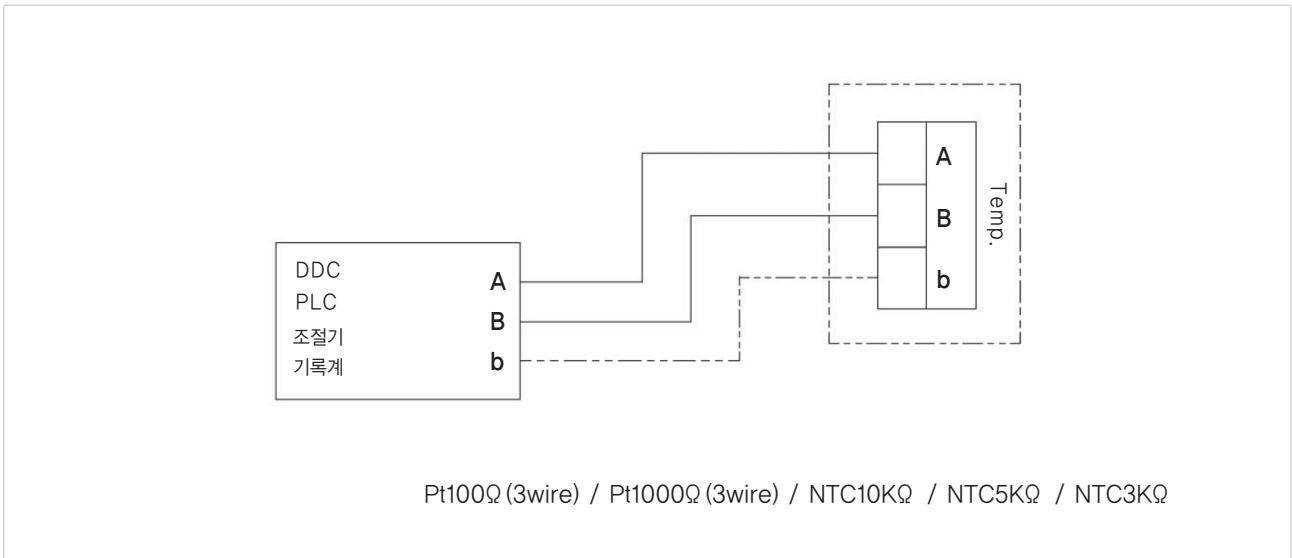 DDC
PLC
조절기
기록계
A
B
b
A
B
b
Temp.
Pt100Ω (3wire) / Pt1000Ω (3wire) / NTC10KΩ / NTC5KΩ / NTC3KΩ